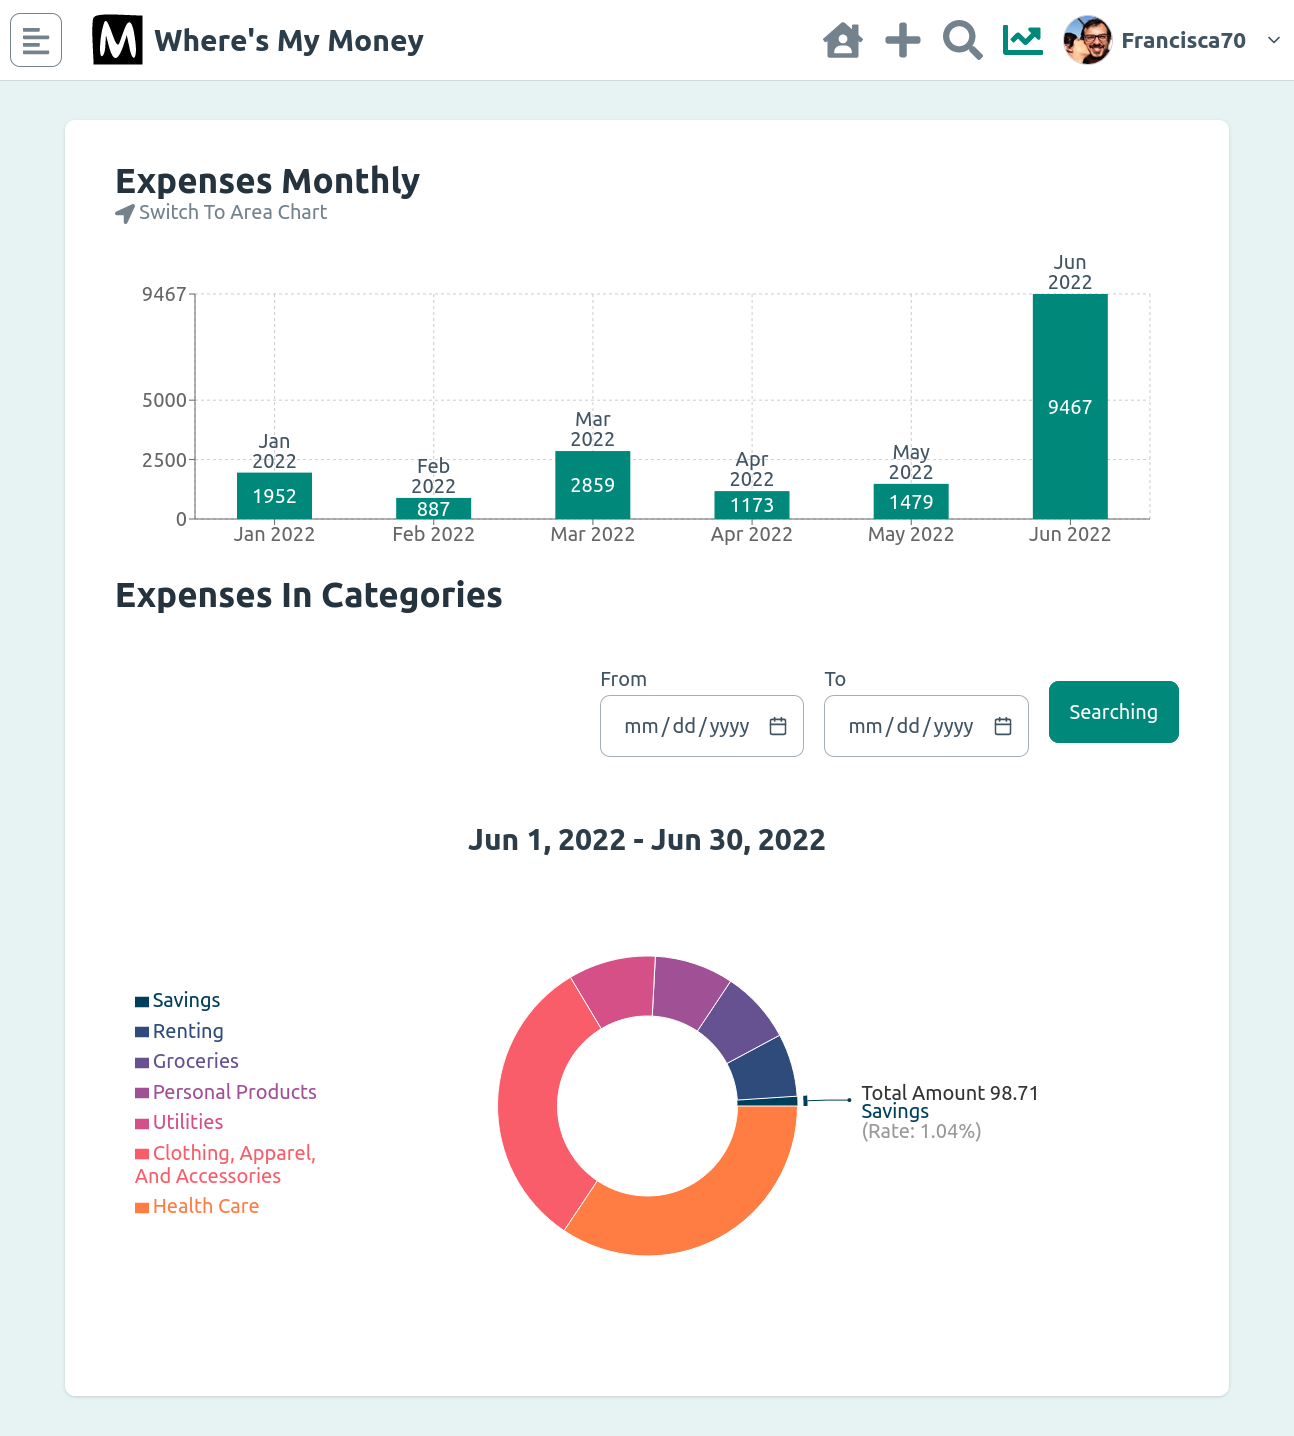 M Where's My Money
Francisca70
Expenses Monthly
Switch To Area Chart
9467
5000
2500
0
Jan
2022
1952
Feb
2022
887
Mar
2022
2859
Apr
2022
1173
May
2022
1479
Jun
2022
9467
Jan 2022
Feb 2022
Mar 2022
Apr 2022
May 2022
Jun 2022
Expenses In Categories
From
mm/dd/yyyy
To
mm/dd/yyyy
Searching
Jun 1, 2022 - Jun 30, 2022
Savings
Renting
Groceries
Personal Products
Utilities
Clothing, Apparel,
And Accessories
Health Care
Total Amount 98.71
Savings
(Rate: 1.04%)